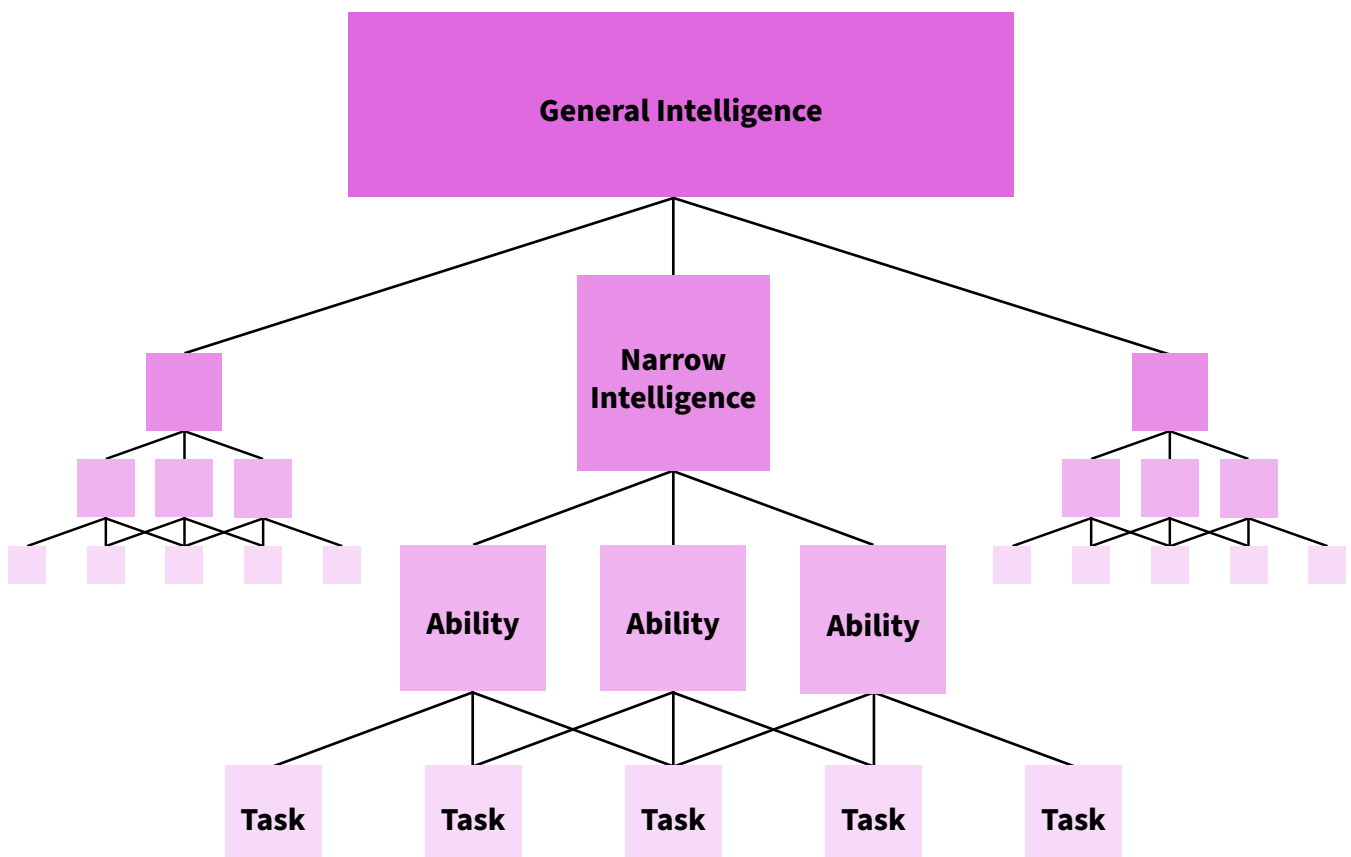 General Intelligence
Narrow
Intelligence
Ability
Ability
Ability
Task
Task
Task
Task
Task